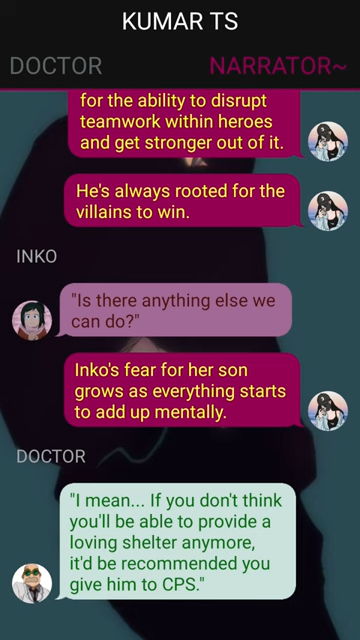 KUMAR TS
DOCTOR
NARRATOR~
for the ability to disrupt
teamwork within heroes
and get stronger out of it.
He's always rooted for the
villains to win.
INKO
"Is there anything else we
can do?"
Inko's fear for her son
grows as everything starts
to add up mentally.
DOCTOR
"I mean... If you don't think
you'll be able to provide a
loving shelter anymore,
it'd be recommended you
give him to CPS."